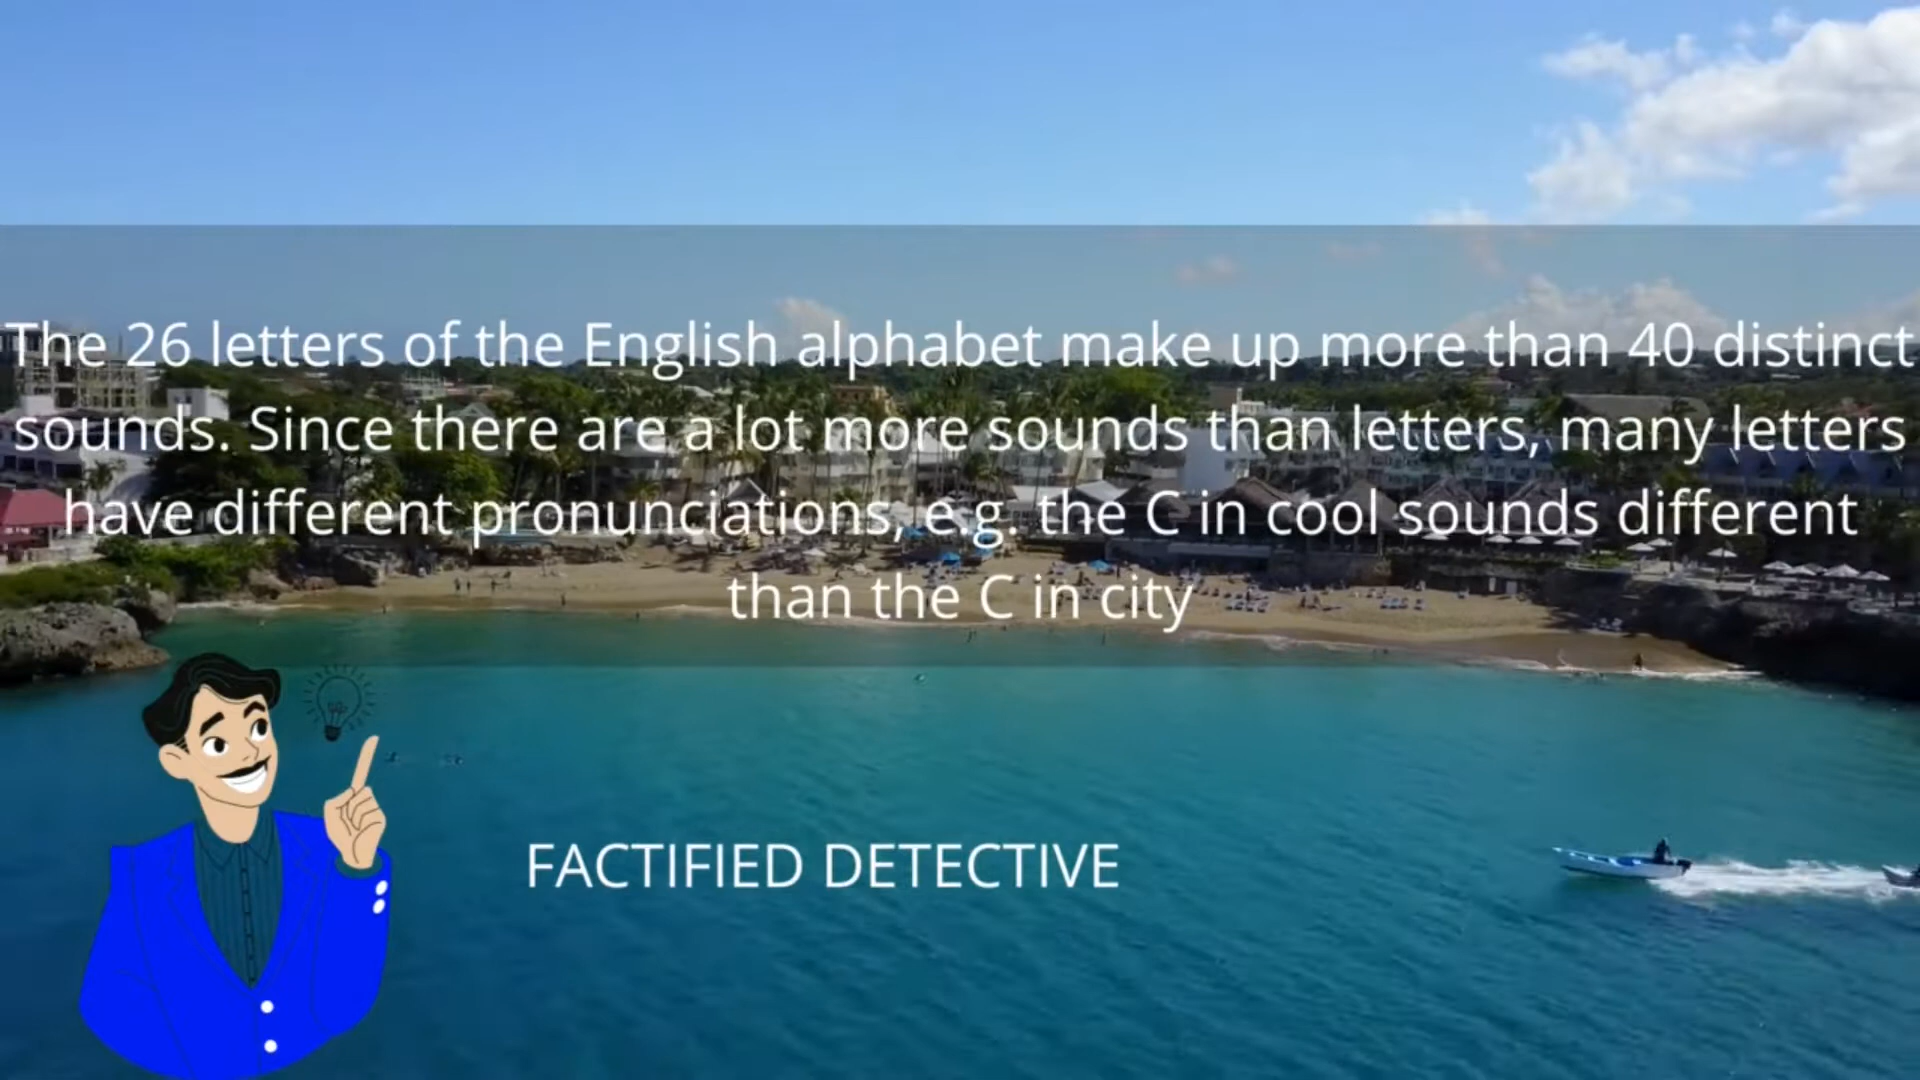 The 26 letters of the English alphabet make up more than 40 distinct
sounds. Since there are a lot more sounds than letters, many letters
have different pronunciations, e.g. the C in cool sounds different
than the C in city
FACTIFIED DETECTIVE